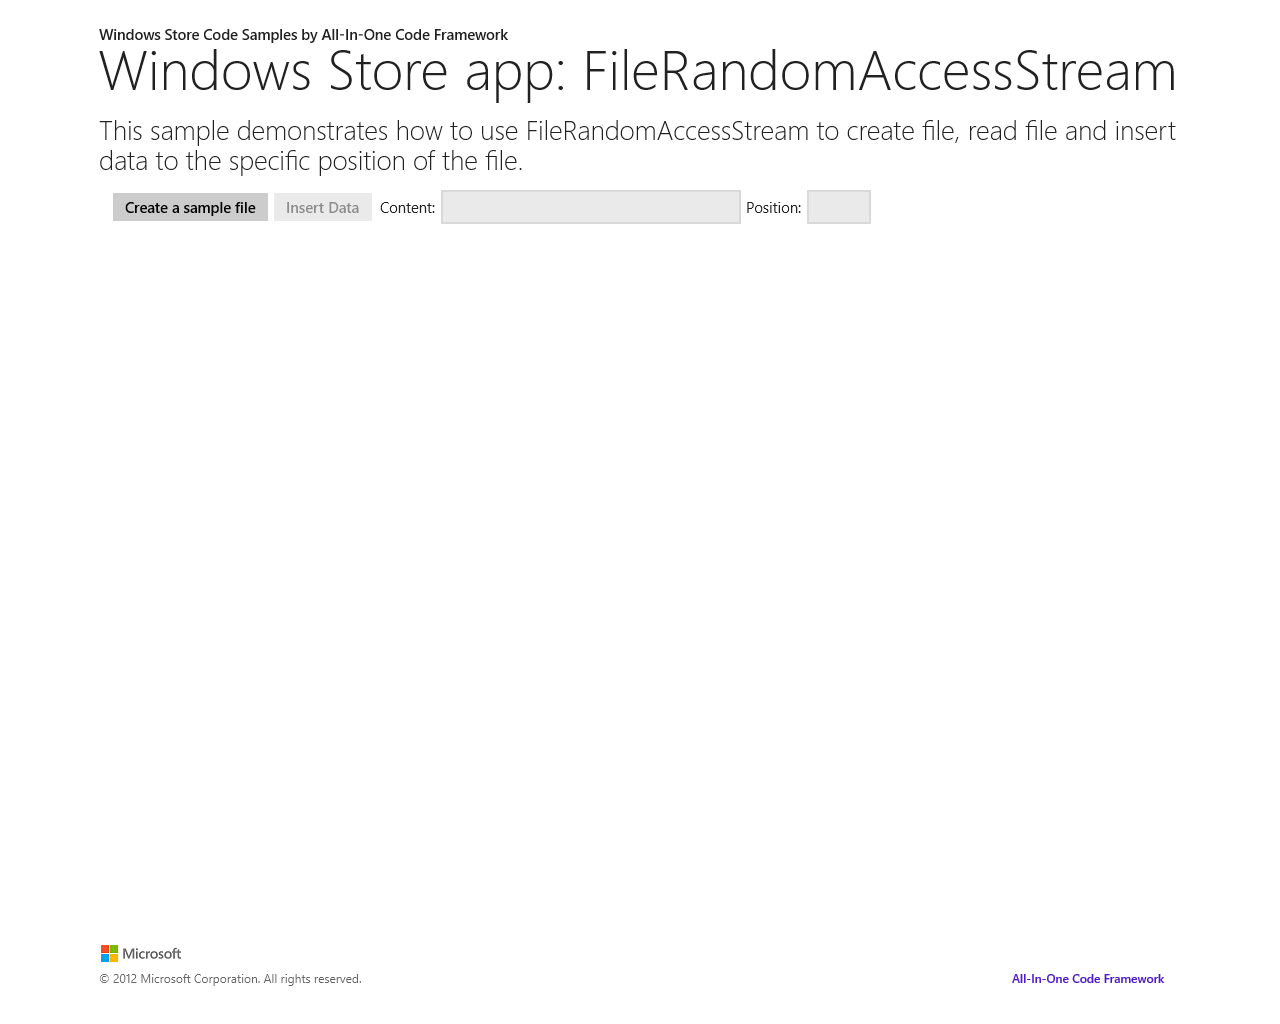 Windows Store Code Samples by All-In-One Code Framework
Windows Store app: FileRandomAccessStream
This sample demonstrates how to use FileRandomAccessStream to create file, read file and insert
data to the specific position of the file.
Create a sample file Insert Data Content: Position:
Microsoft
© 2012 Microsoft Corporation. All rights reserved. All-In-One Code Framework